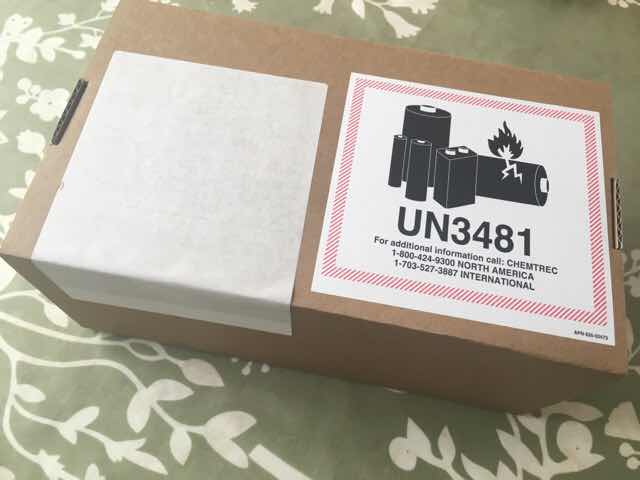 UN3481
For additional information call: CHEMTREC
1-800-424-9300 NORTH AMERICA
1-703-527-3887 INTERNATIONAL